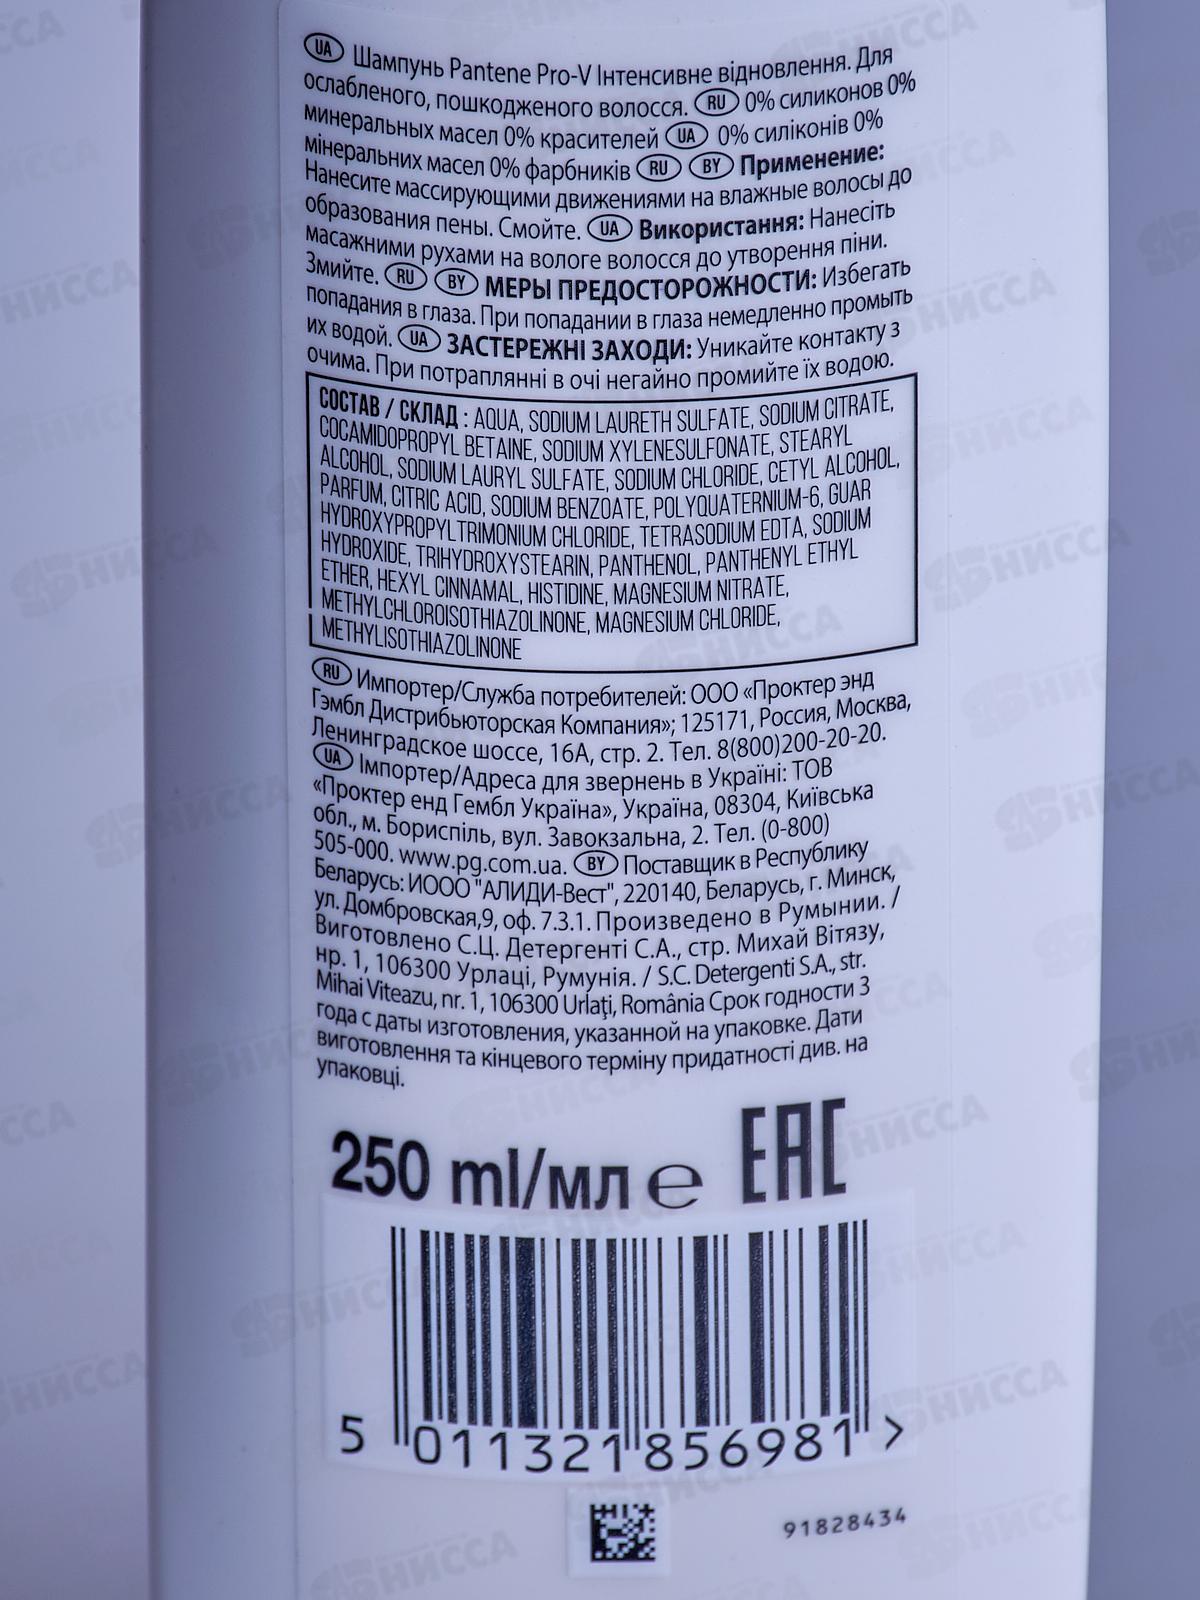 UA Шампунь Pantene Pro-V Інтенсивне відновлення. Для
ослабленого, пошкодженого волосся. RU 0% силиконов 0%
минеральных масел 0% красителей UA 0% силіконів 0%
мінеральних масел 0% фарбників RU BY Применение:
Нанесите массирующими движениями на влажные волосы до
образования пены. Смойте. UA Використання: Нанесіть
масажними рухами на вологе волосся до утворення піни.
Змийте. RU BY МЕРЫ ПРЕДОСТОРОЖНОСТИ: Избегать
попадания в глаза. При попадании в глаза немедленно промыть
их водой. UA ЗАСТЕРЕЖНІ ЗАХОДИ: Уникайте контакту з
очима. При потраплянні в очі негайно промийте їх водою.
СОСТАВ / СКЛАД : AQUA, SODIUM LAURETH SULFATE, SODIUM CITRATE,
COCAMIDOPROPYL BETAINE, SODIUM XYLENESULFONATE, STEARYL
ALCOHOL, SODIUM LAURYL SULFATE, SODIUM CHLORIDE, CETYL ALCOHOL,
PARFUM, CITRIC ACID, SODIUM BENZOATE, POLYQUATERNIUM-6, GUAR
HYDROXYPROPYLTRIMONIUM CHLORIDE, TETRASODIUM EDTA, SODIUM
HYDROXIDE, TRIHYDROXYSTEARIN, PANTHENOL, PANTHENYL ETHYL
ETHER, HEXYL CINNAMAL, HISTIDINE, MAGNESIUM NITRATE,
METHYLCHLOROISOTHIAZOLINONE, MAGNESIUM CHLORIDE,
METHYLISOTHIAZOLINONE
RU Импортер/Служба потребителей: ООО «Проктер энд
Гэмбл Дистрибьюторская Компания»; 125171, Россия, Москва,
Ленинградское шоссе, 16А, стр. 2. Тел. 8(800)200-20-20.
UA Імпортер/Адреса для звернень в Україні: ТОВ
«Проктер енд Гембл Україна», Україна, 08304, Київська
обл., м. Бориспіль, вул. Завокзальна, 2. Тел. (0-800)
505-000. www.pg.com.ua. BY Поставщик в Республику
Беларусь: ИООО "АЛИДИ-Вест", 220140, Беларусь, г. Минск,
ул. Домбровская,9, оф. 7.3.1. Произведено в Румынии. /
Виготовлено С.Ц. Детергенті С.А., стр. Михай Вітязу,
нр. 1, 106300 Урлаці, Румунія. / S.C. Detergenti S.A., str.
Mihai Viteazu, nr. 1, 106300 Urlaţi, România Срок годности 3
года с даты изготовления, указанной на упаковке. Дати
виготовлення та кінцевого терміну придатності див. на
упаковці.
250 ml/мл e EAC
5 011321 856981 >
91828434